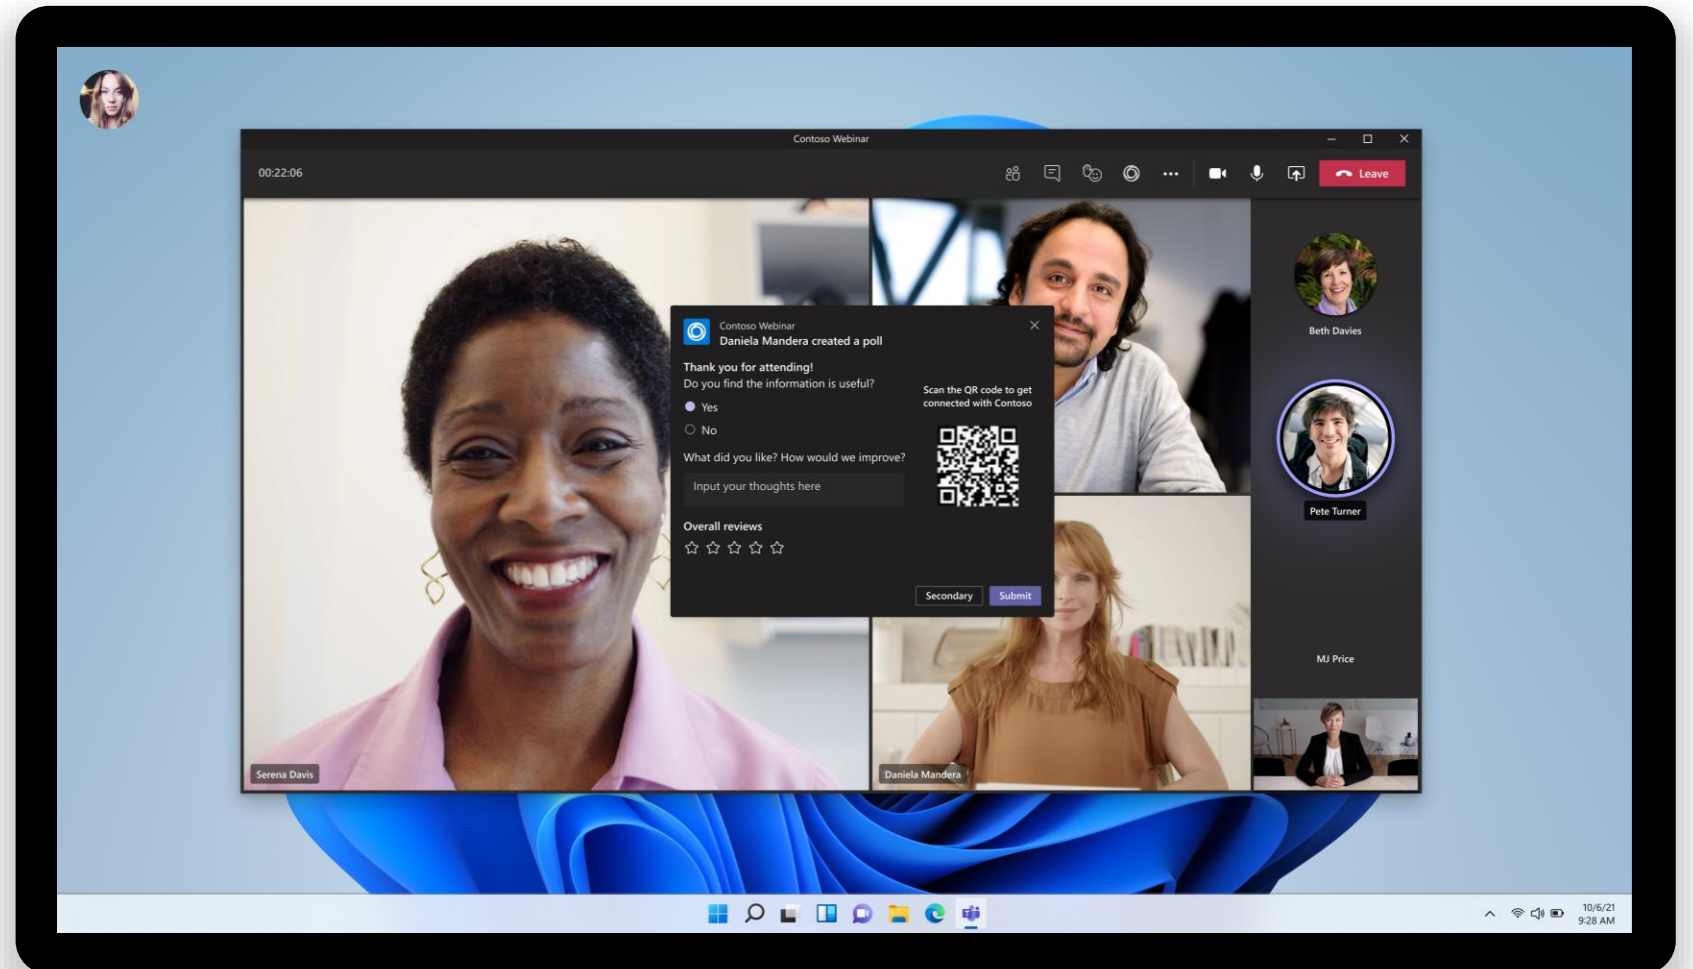 Contoso Webinar
00:22:06
Leave
Contoso Webinar
Daniela Mandera created a poll
Thank you for attending!
Do you find the information is useful?
Yes
No
What did you like? How would we improve?
Input your thoughts here
Overall reviews
Scan the QR code to get
connected with Contoso
Secondary
Submit
Beth Davies
Pete Turner
MJ Price
Serena Davis
Daniela Mandera
10/6/21
9:28 AM